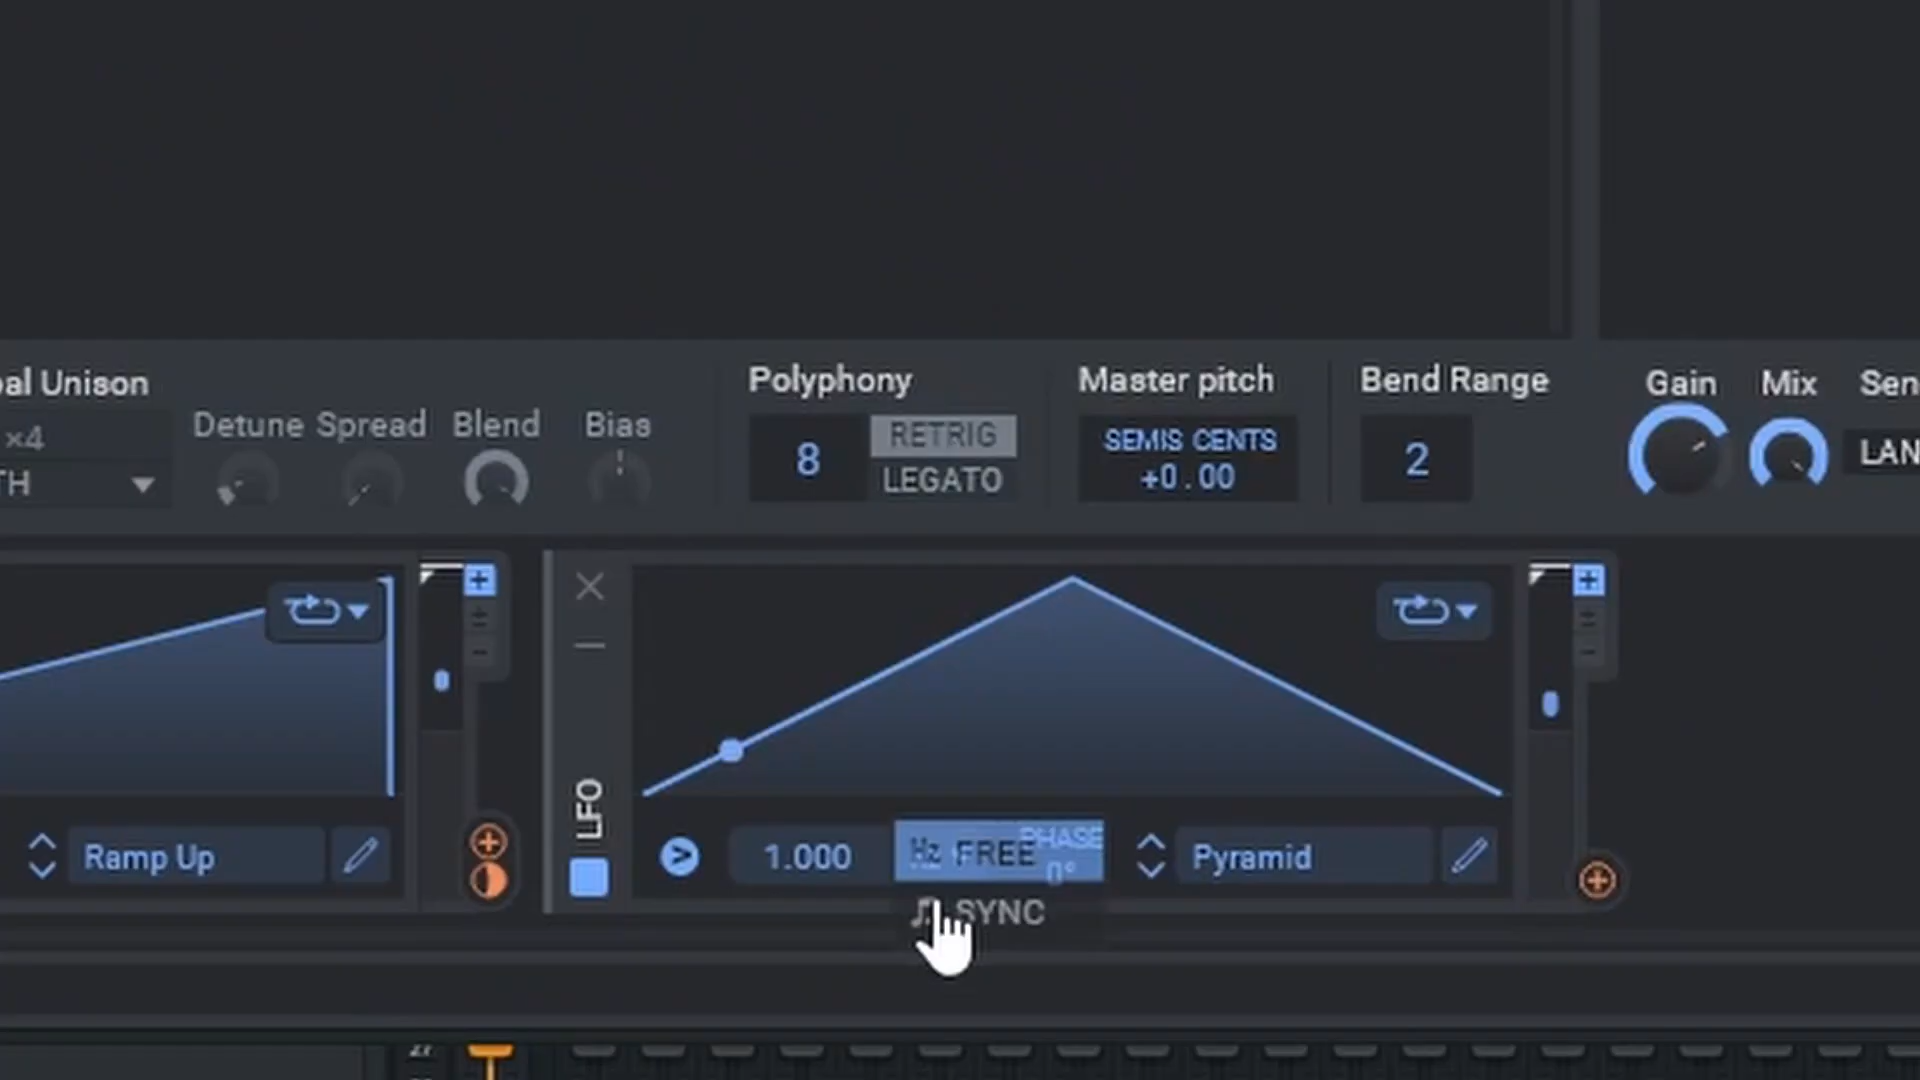 al Unison
Detune Spread Blend Bias
×4
TH
Polyphony
8
RETRIG
LEGATO
Master pitch
SEMIS CENTS
+0.00
Bend Range
2
Gain Mix Sen
LAN
Ramp Up
LFO
1.000
Hz FREE
PHASE
0°
Pyramid
SYNC